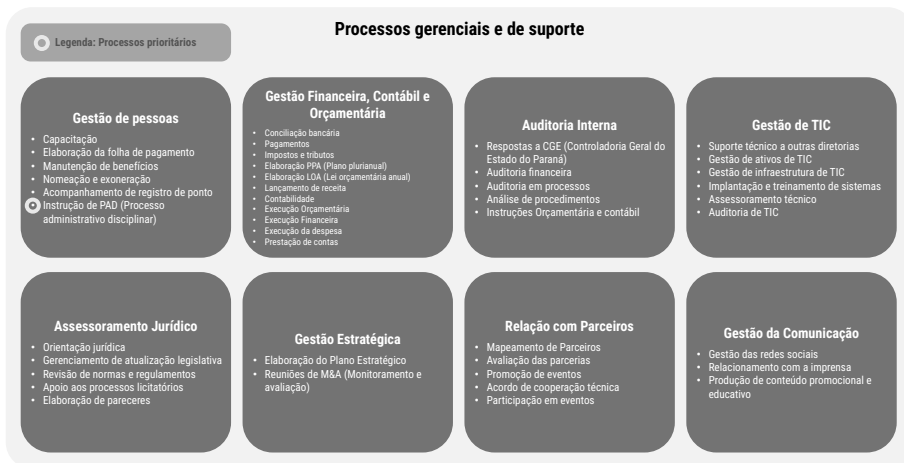 Processos gerenciais e de suporte
Legenda: Processos prioritários
Gestão de pessoas
• Capacitação
• Elaboração da folha de pagamento
• Manutenção de benefícios
• Nomeação e exoneração
• Acompanhamento de registro de ponto
• Instrução de PAD (Processo
administrativo disciplinar)
Gestão Financeira, Contábil e
Orçamentária
• Conciliação bancária
• Pagamentos
• Impostos e tributos
• Elaboração PPA (Plano plurianual)
• Elaboração LOA (Lei orçamentária anual)
• Lançamento de receita
• Contabilidade
• Execução Orçamentária
• Execução Financeira
• Execução da despesa
• Prestação de contas
Auditoria Interna
• Respostas a CGE (Controladoria Geral do
Estado do Paraná)
• Auditoria financeira
• Auditoria em processos
• Análise de procedimentos
• Instruções Orçamentária e contábil
Gestão de TIC
• Suporte técnico a outras diretorias
• Gestão de ativos de TIC
• Gestão de infraestrutura de TIC
• Implantação e treinamento de sistemas
• Assessoramento técnico
• Auditoria de TIC
Assessoramento Jurídico
• Orientação jurídica
• Gerenciamento de atualização legislativa
• Revisão de normas e regulamentos
• Apoio aos processos licitatórios
• Elaboração de pareceres
Gestão Estratégica
• Elaboração do Plano Estratégico
• Reuniões de M&A (Monitoramento e
avaliação)
Relação com Parceiros
• Mapeamento de Parceiros
• Avaliação das parcerias
• Promoção de eventos
• Acordo de cooperação técnica
• Participação em eventos
Gestão da Comunicação
• Gestão das redes sociais
• Relacionamento com a imprensa
• Produção de conteúdo promocional e
educativo